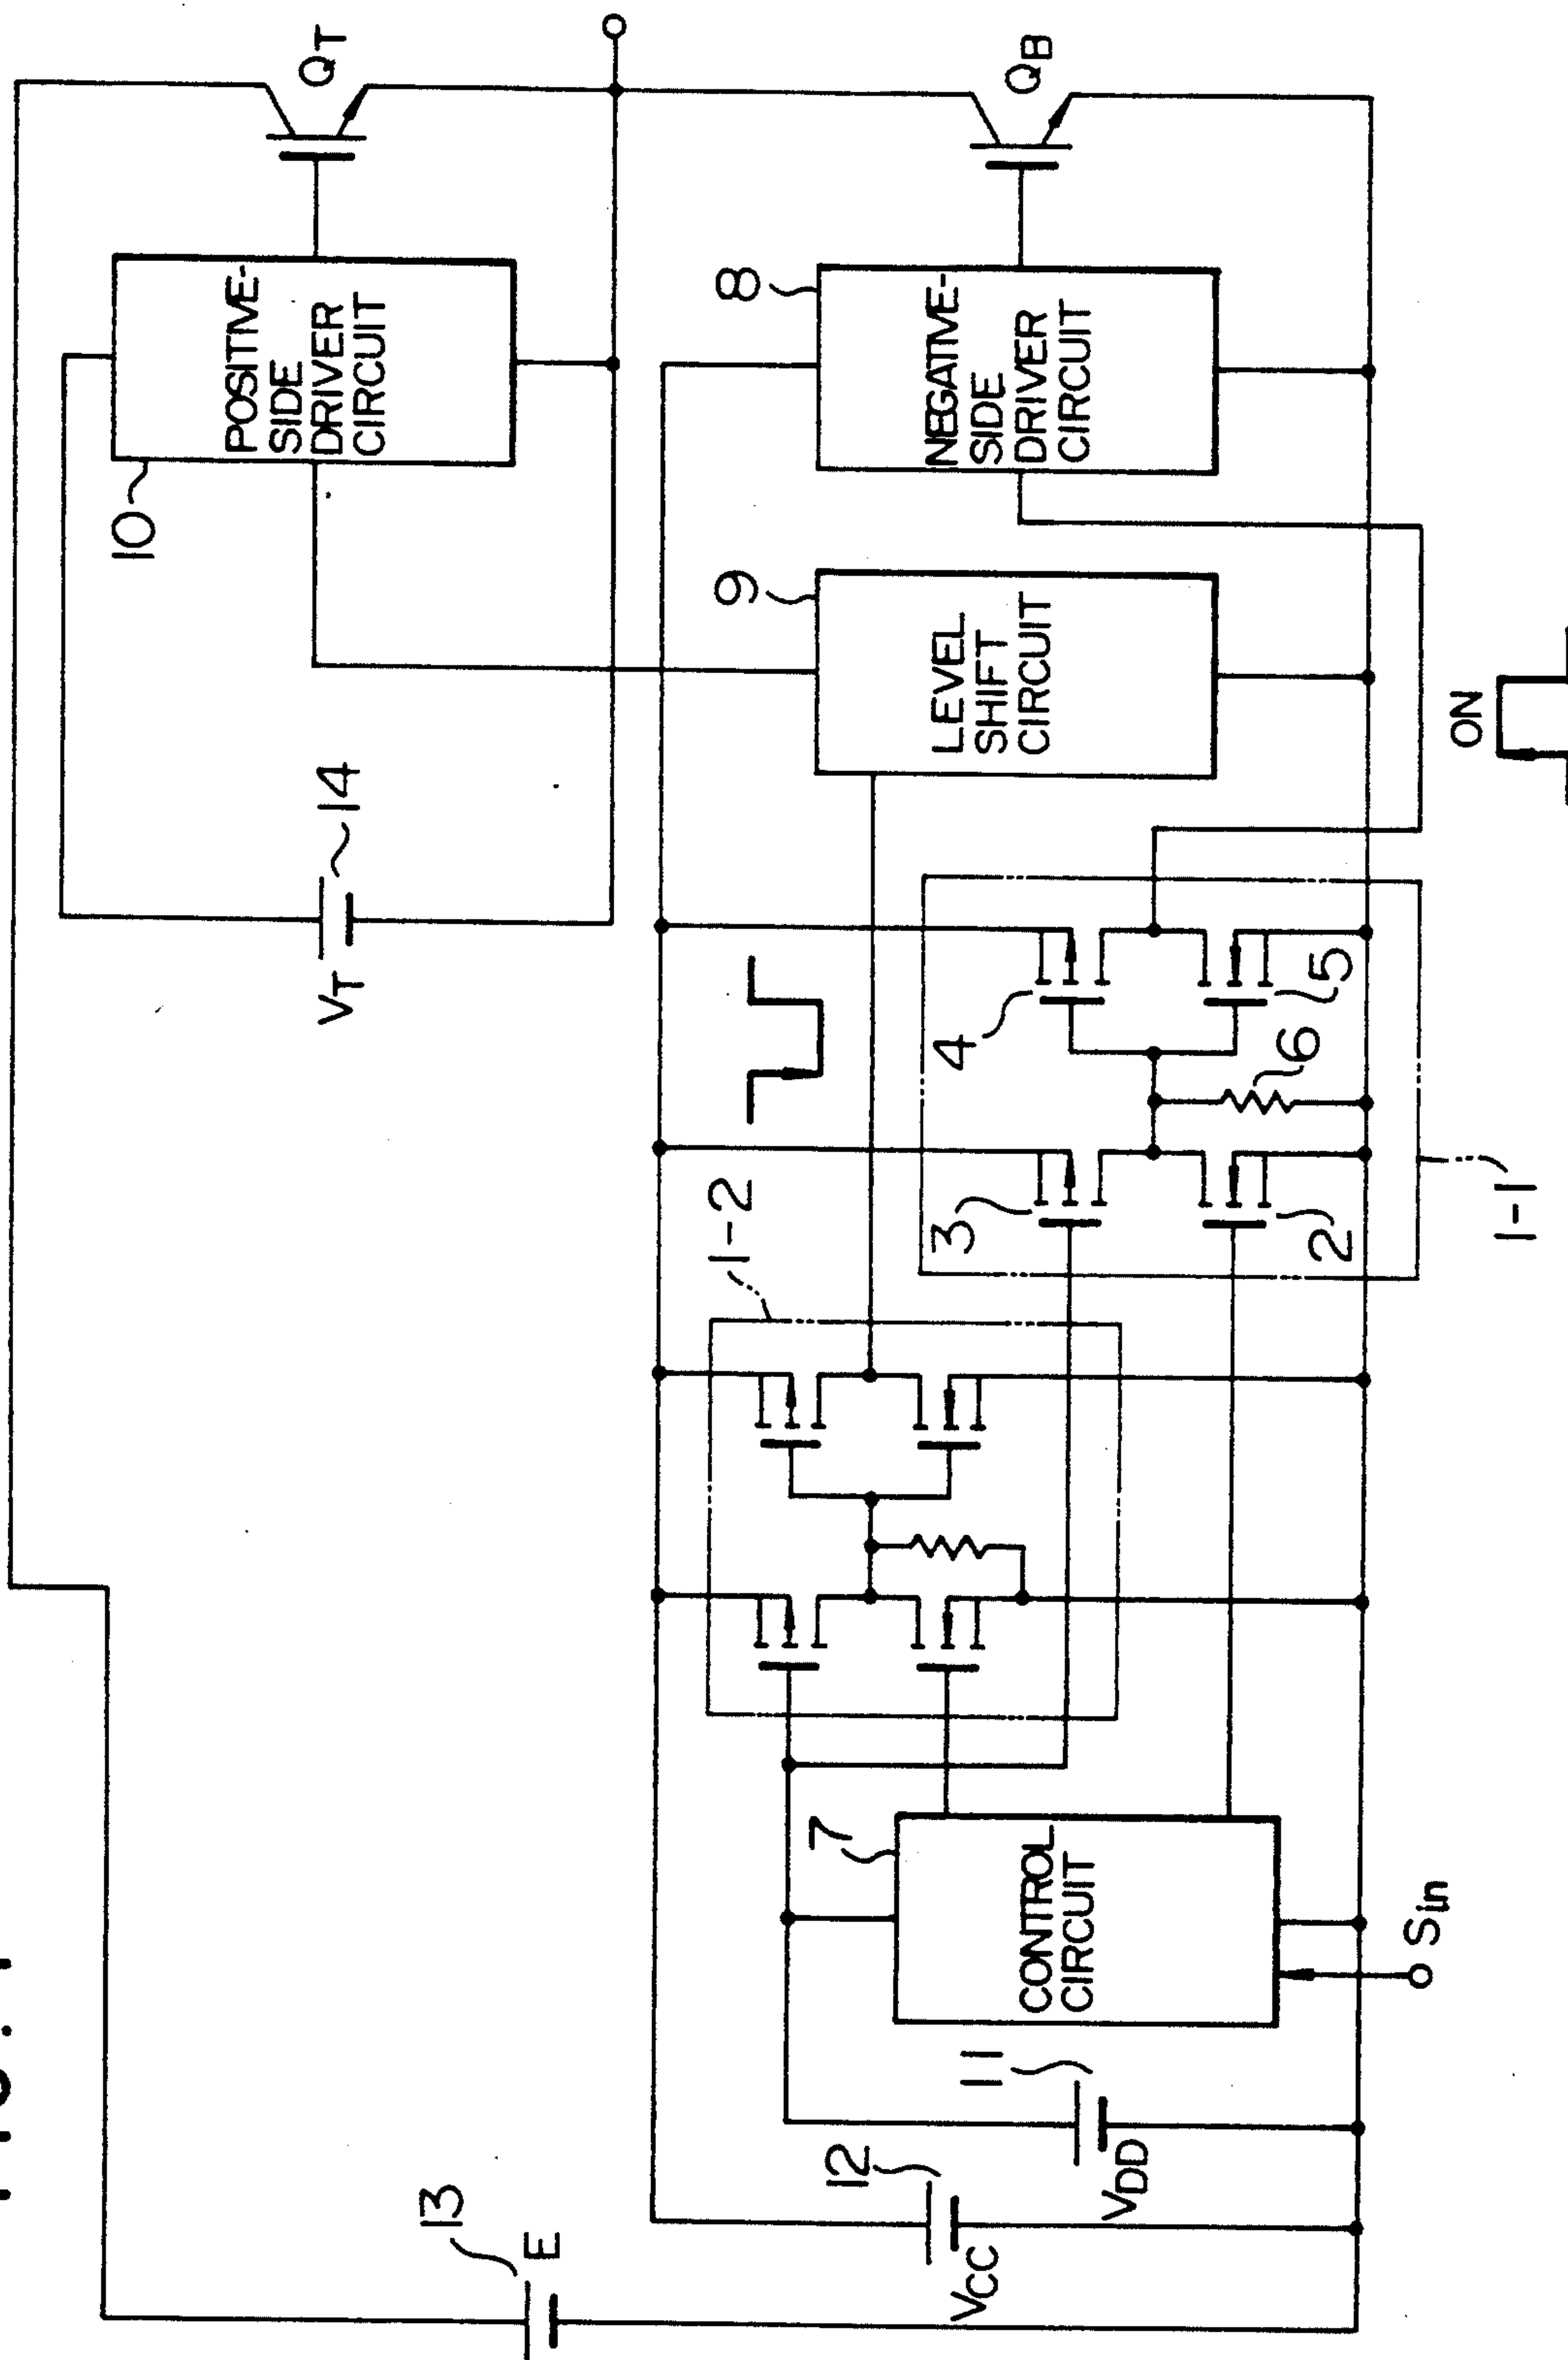 QT
POSITIVE-
SIDE
DRIVER
CIRCUIT
10
VT
14
QB
8
NEGATIVE-
SIDE
DRIVER
CIRCUIT
9
LEVEL
SHIFT
CIRCUIT
ON
4
5
6
3
2
1-1
1-2
7
CONTROL
CIRCUIT
Sin
11
VDD
12
VCC
13
E